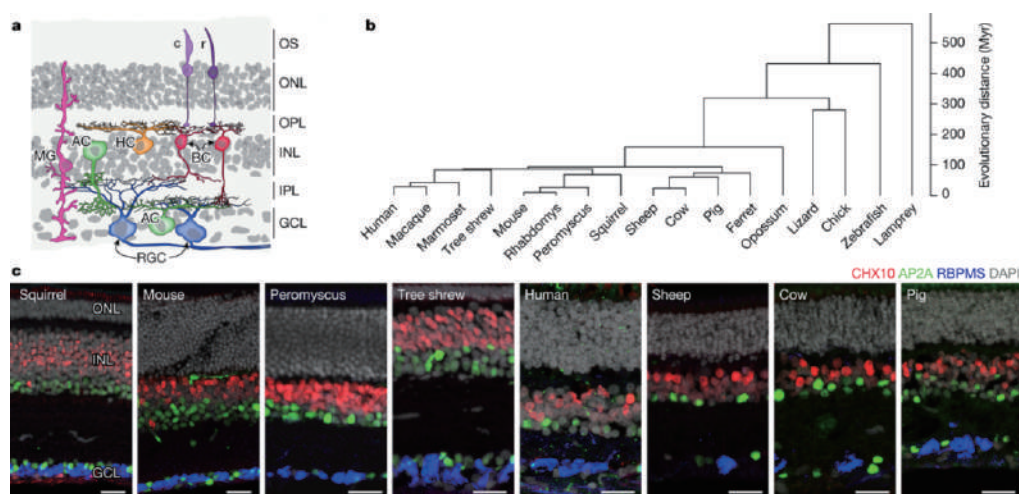 a
c r
OS
ONL
OPL
INL
IPL
GCL
AC HC
MG BC
AC
RGC
b
Evolutionary distance (Myr)
500
400
300
200
100
0
Human
Macaque
Marmoset
Tree shrew
Mouse
Rhabdomys
Peromyscus
Squirrel
Sheep
Cow
Pig
Ferret
Opossum
Lizard
Chick
Zebrafish
Lamprey
c
CHX10 AP2A RBPMS DAPI
Squirrel Mouse Peromyscus Tree shrew Human Sheep Cow Pig
ONL
INL
GCL